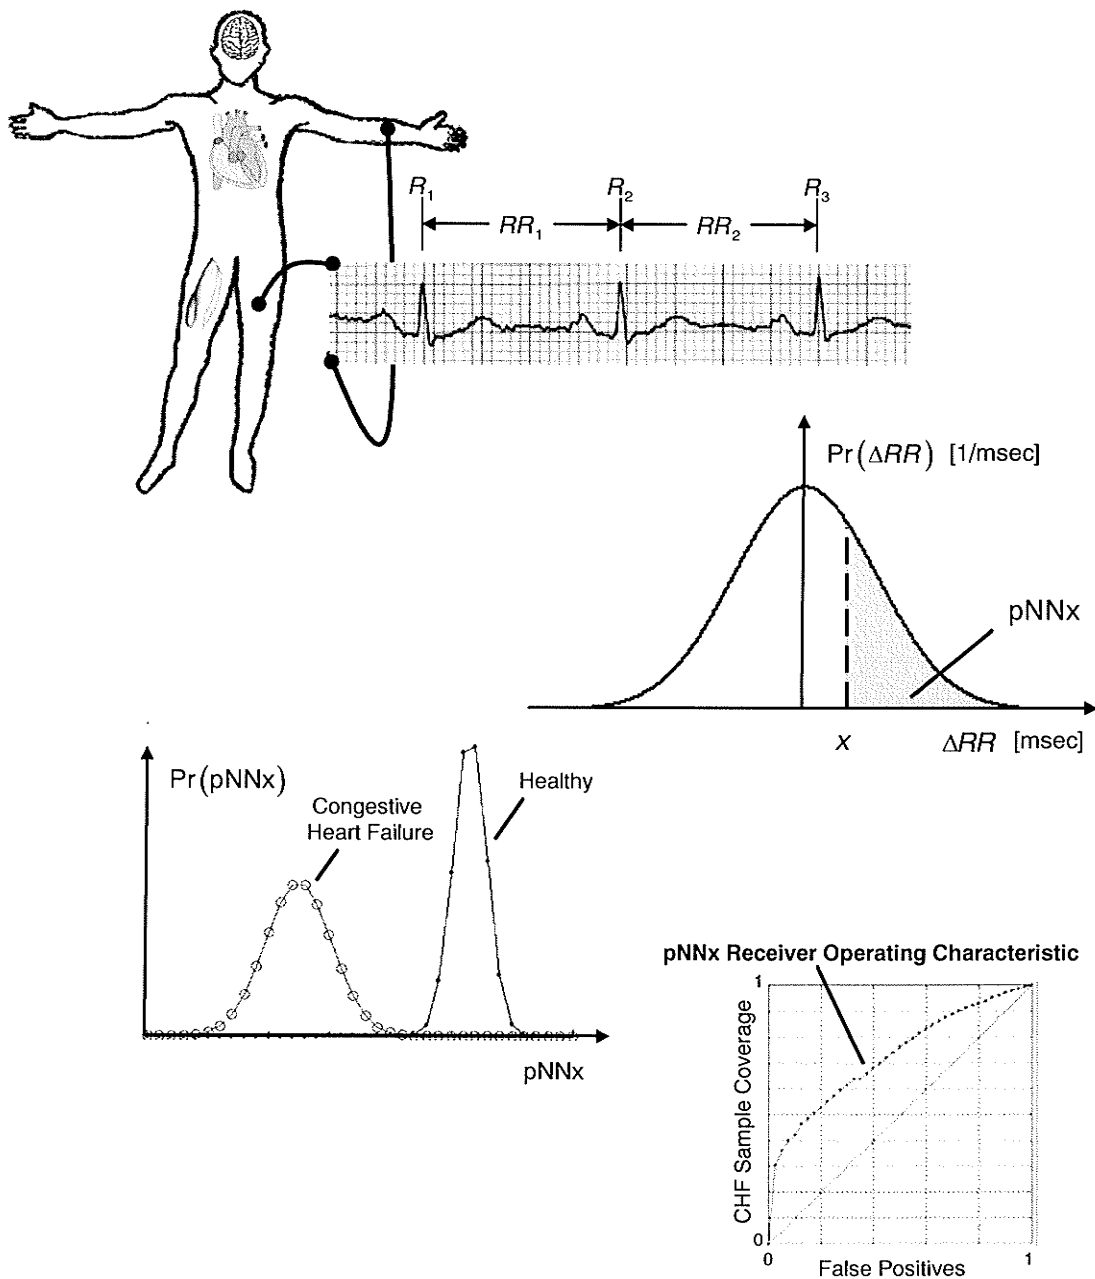 R1 R2 R3
RR1 RR2
Pr(ΔRR) [1/msec]
pNNx
x ΔRR [msec]
Pr(pNNx)
Healthy
Congestive
Heart Failure
pNNx
pNNx Receiver Operating Characteristic
1
CHF Sample Coverage
0
0 1
False Positives